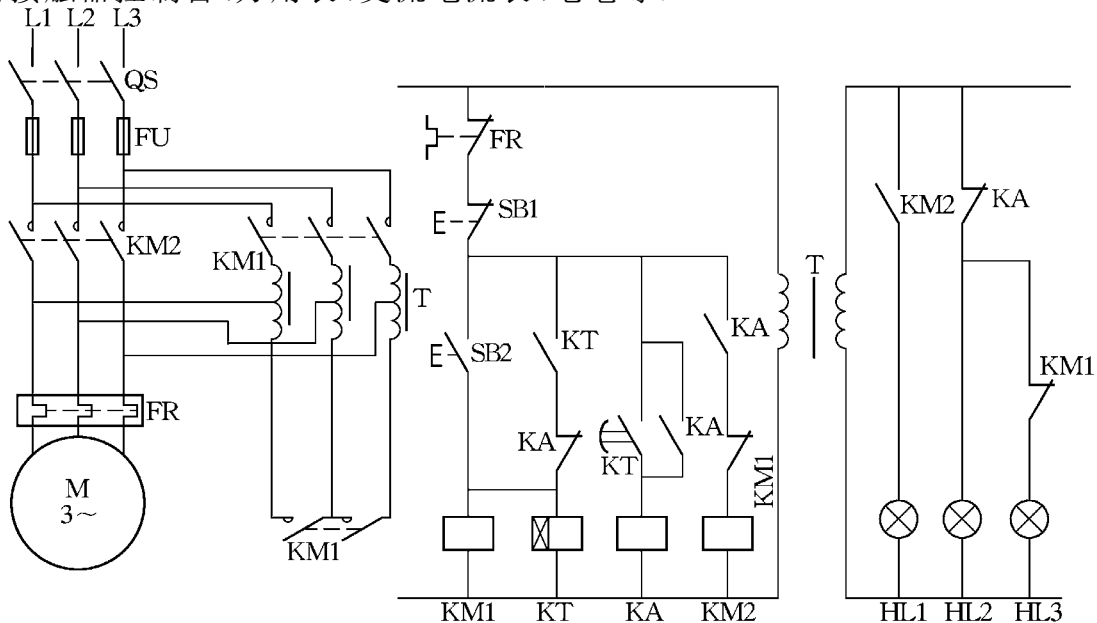 L1 L2 L3
QS
FU
KM2
KM1
T
FR
M
3~
KM1
FR
SB1
SB2
KT
KA
KT
KA
KA
KM1
KM1 KT KA KM2
T
KM2
KA
KM1
HL1 HL2 HL3